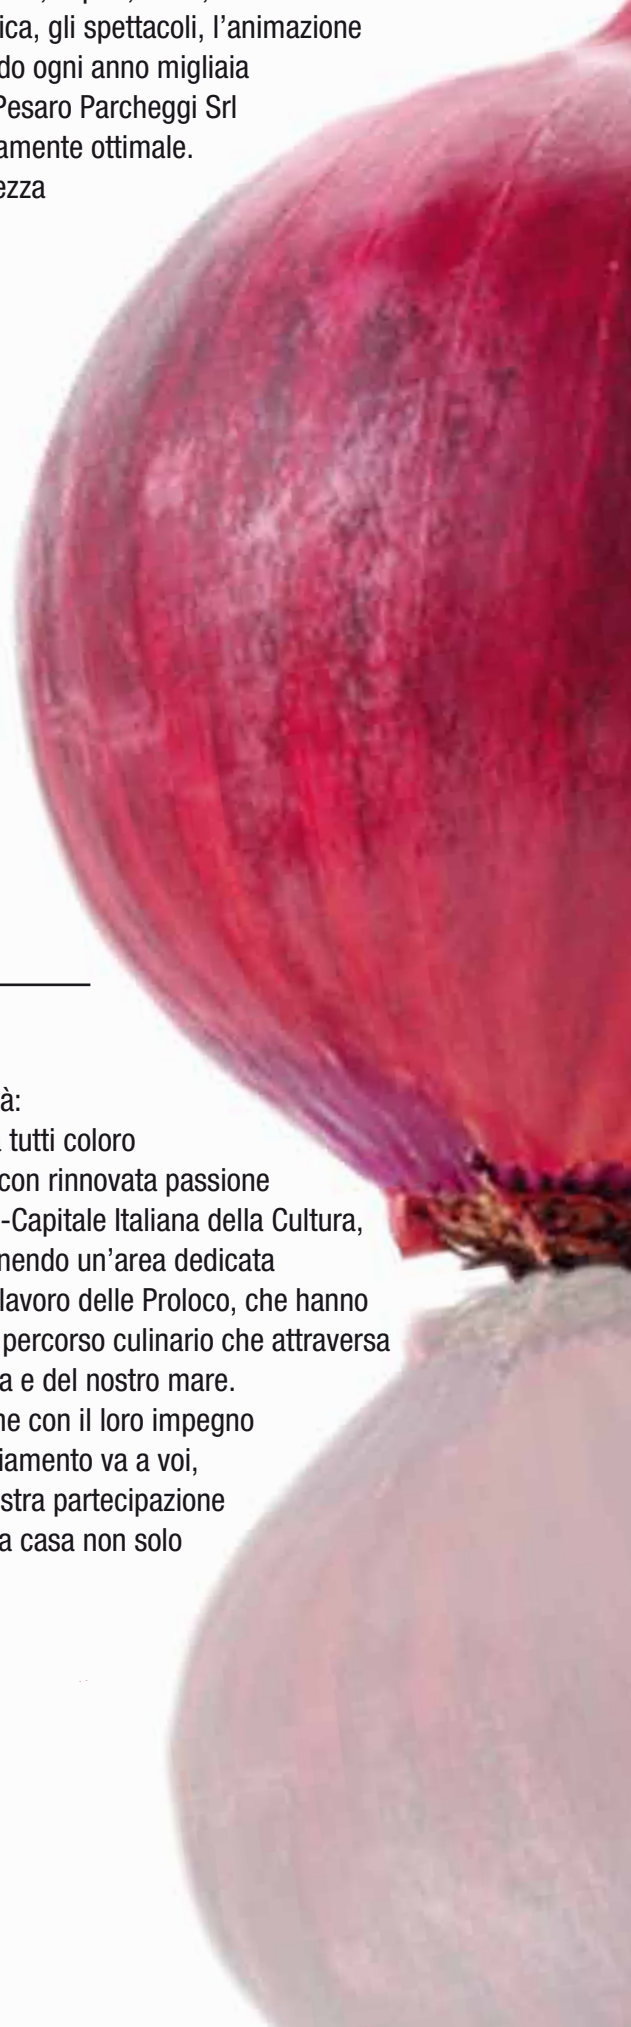 ica, gli spettacoli, l’animazione
do ogni anno migliaia
Pesaro Parcheggi Srl
amente ottimale.
ezza
à:
tutti coloro
con rinnovata passione
-Capitale Italiana della Cultura,
nendo un’area dedicata
lavoro delle Proloco, che hanno
percorso culinario che attraversa
a e del nostro mare.
ne con il loro impegno
iamento va a voi,
stra partecipazione
a casa non solo